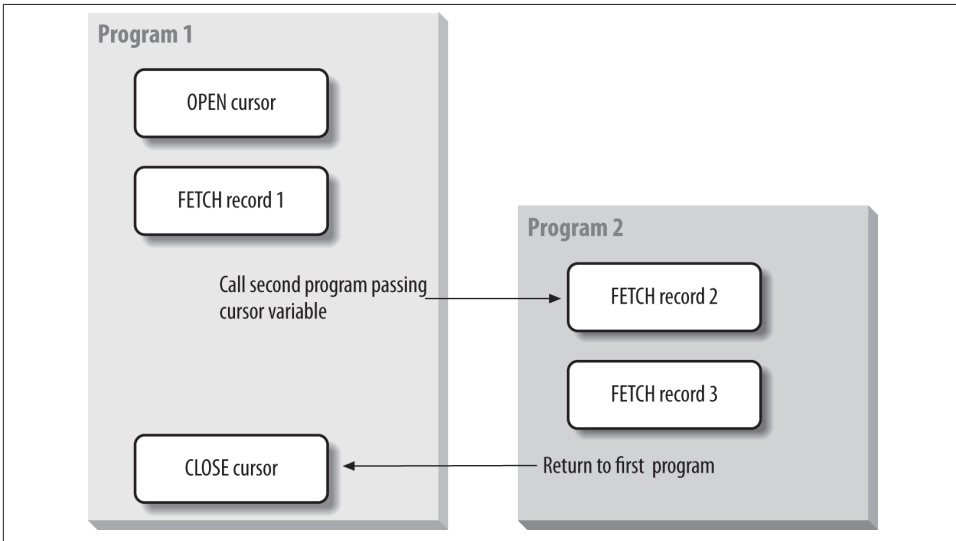 Program 1
OPEN cursor
FETCH record 1
Call second program passing
cursor variable
Program 2
FETCH record 2
FETCH record 3
Return to first program
CLOSE cursor